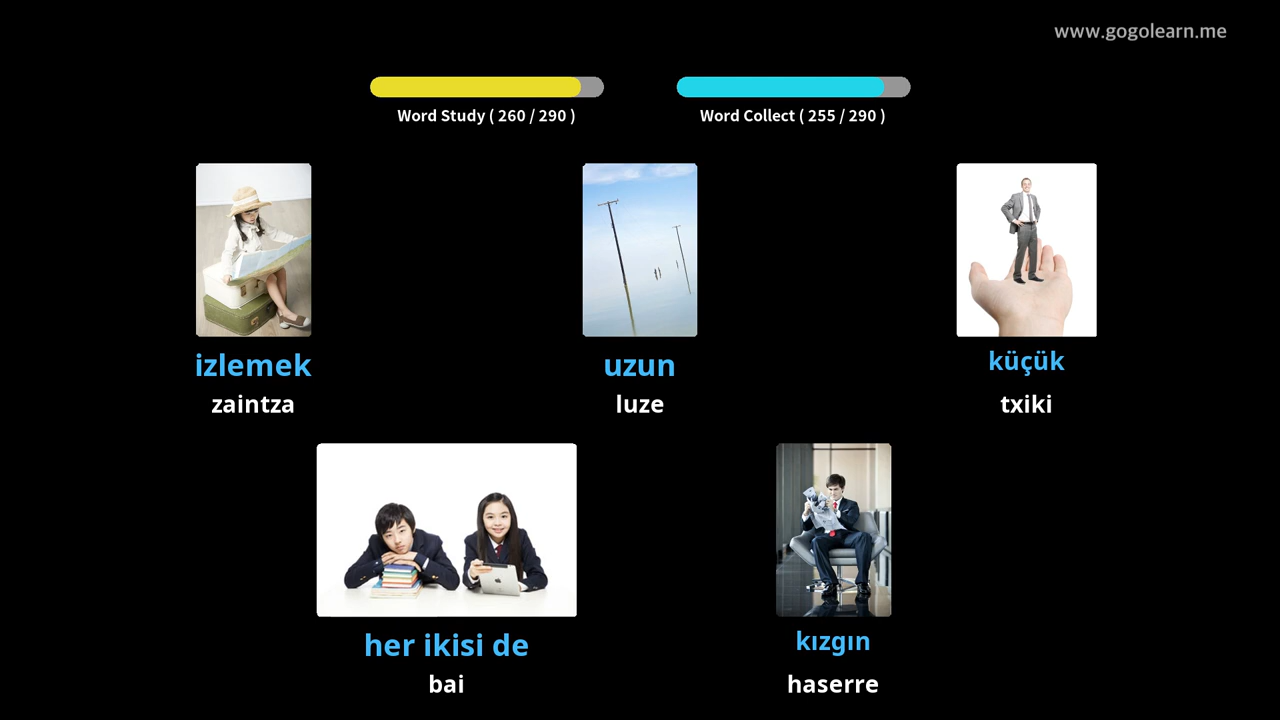 www.gogolearn.me
Word Study ( 260 / 290 )
Word Collect ( 255 / 290 )
izlemek
zaintza
uzun
luze
küçük
txiki
her ikisi de
bai
kızgın
haserre